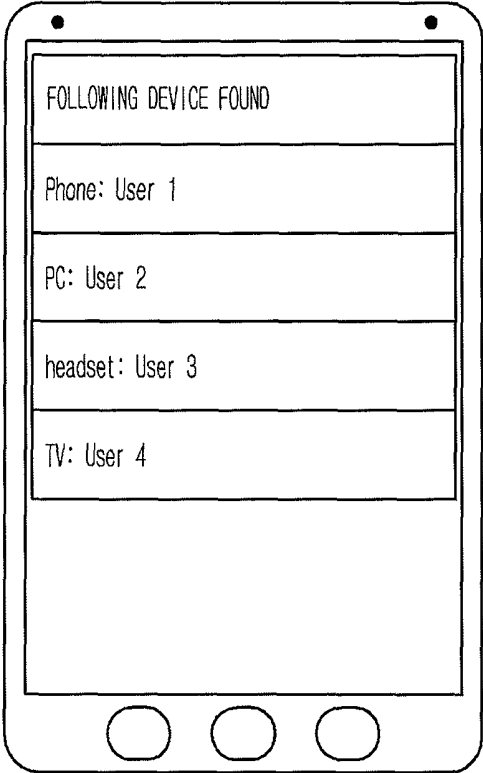 FOLLOWING DEVICE FOUND
Phone: User 1
PC: User 2
headset: User 3
TV: User 4